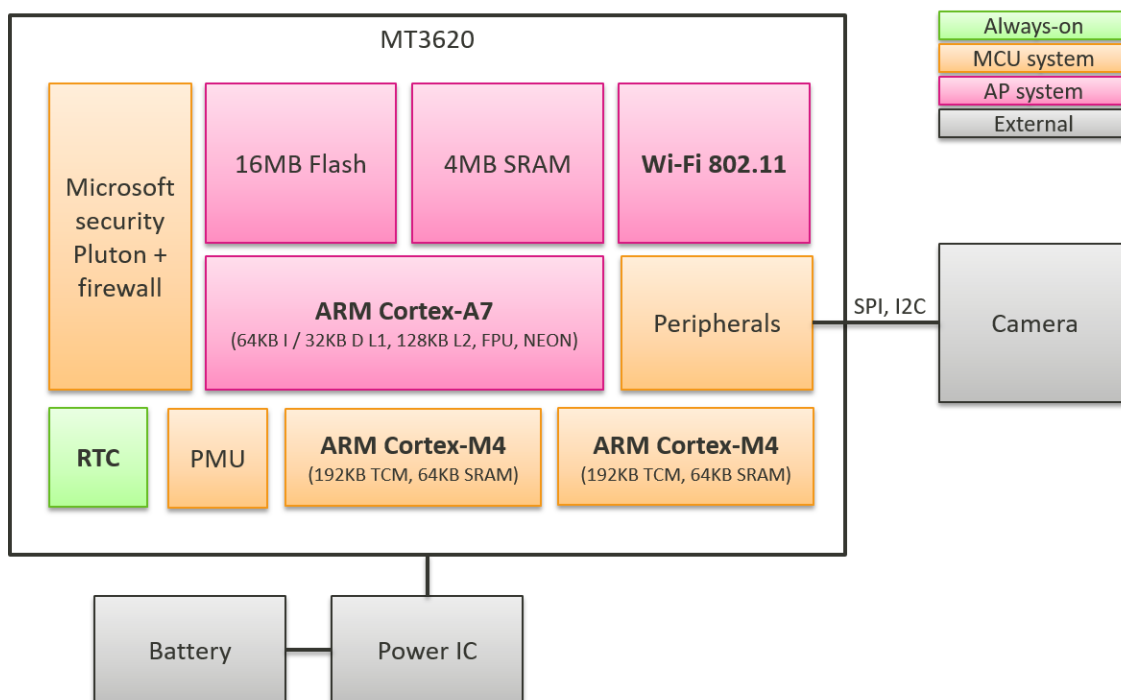 MT3620
Always-on
MCU system
AP system
External
Microsoft
security
Pluton +
firewall
16MB Flash
4MB SRAM
Wi-Fi 802.11
ARM Cortex-A7
(64KB I / 32KB D L1, 128KB L2, FPU, NEON)
Peripherals
SPI, I2C
Camera
RTC
PMU
ARM Cortex-M4
(192KB TCM, 64KB SRAM)
ARM Cortex-M4
(192KB TCM, 64KB SRAM)
Battery
Power IC